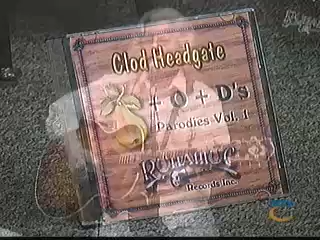 Clod Headgate
+ O + D's
Parodies Vol. 1
Records Inc.